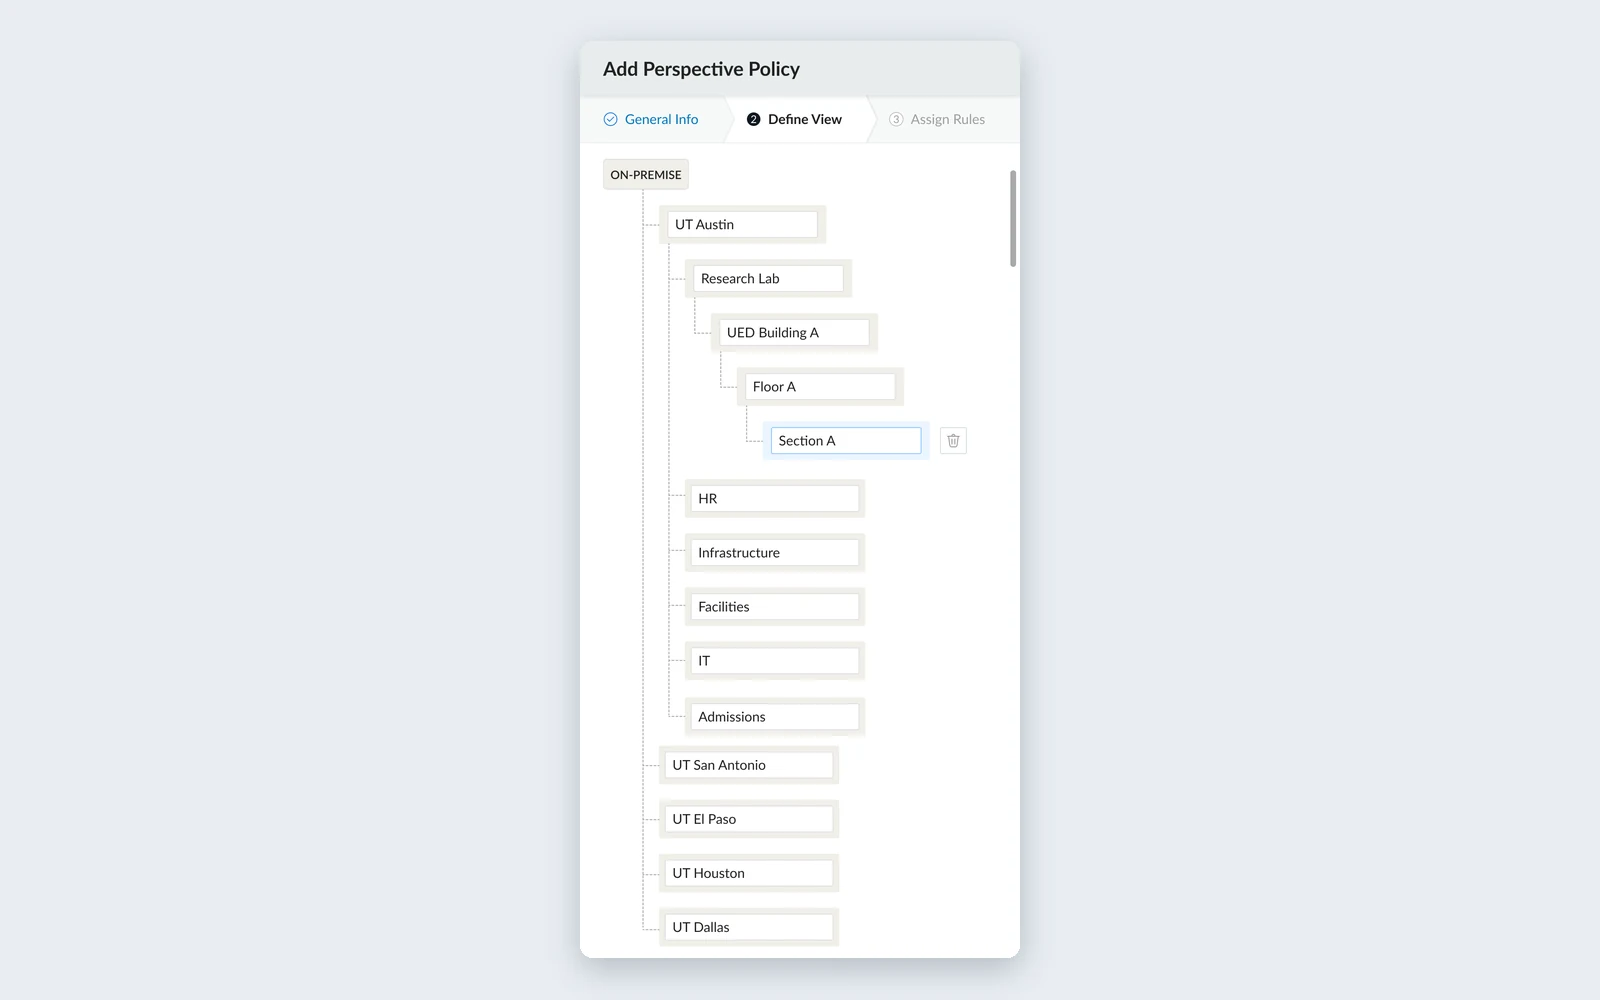 Add Perspective Policy
General Info
2 Define View
3 Assign Rules
ON-PREMISE
UT Austin
Research Lab
UED Building A
Floor A
Section A
HR
Infrastructure
Facilities
IT
Admissions
UT San Antonio
UT El Paso
UT Houston
UT Dallas